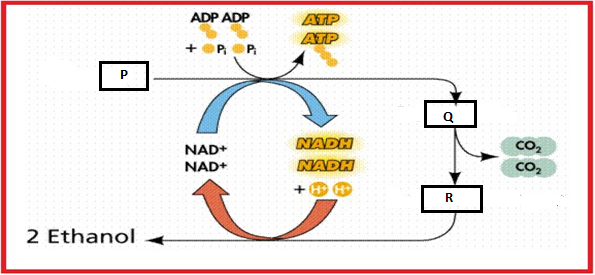 ADP ADP
+ Pi Pi
ATP
ATP
P
Q
NAD+
NAD+
NADH
NADH
+ H+ H+
CO2
CO2
R
2 Ethanol